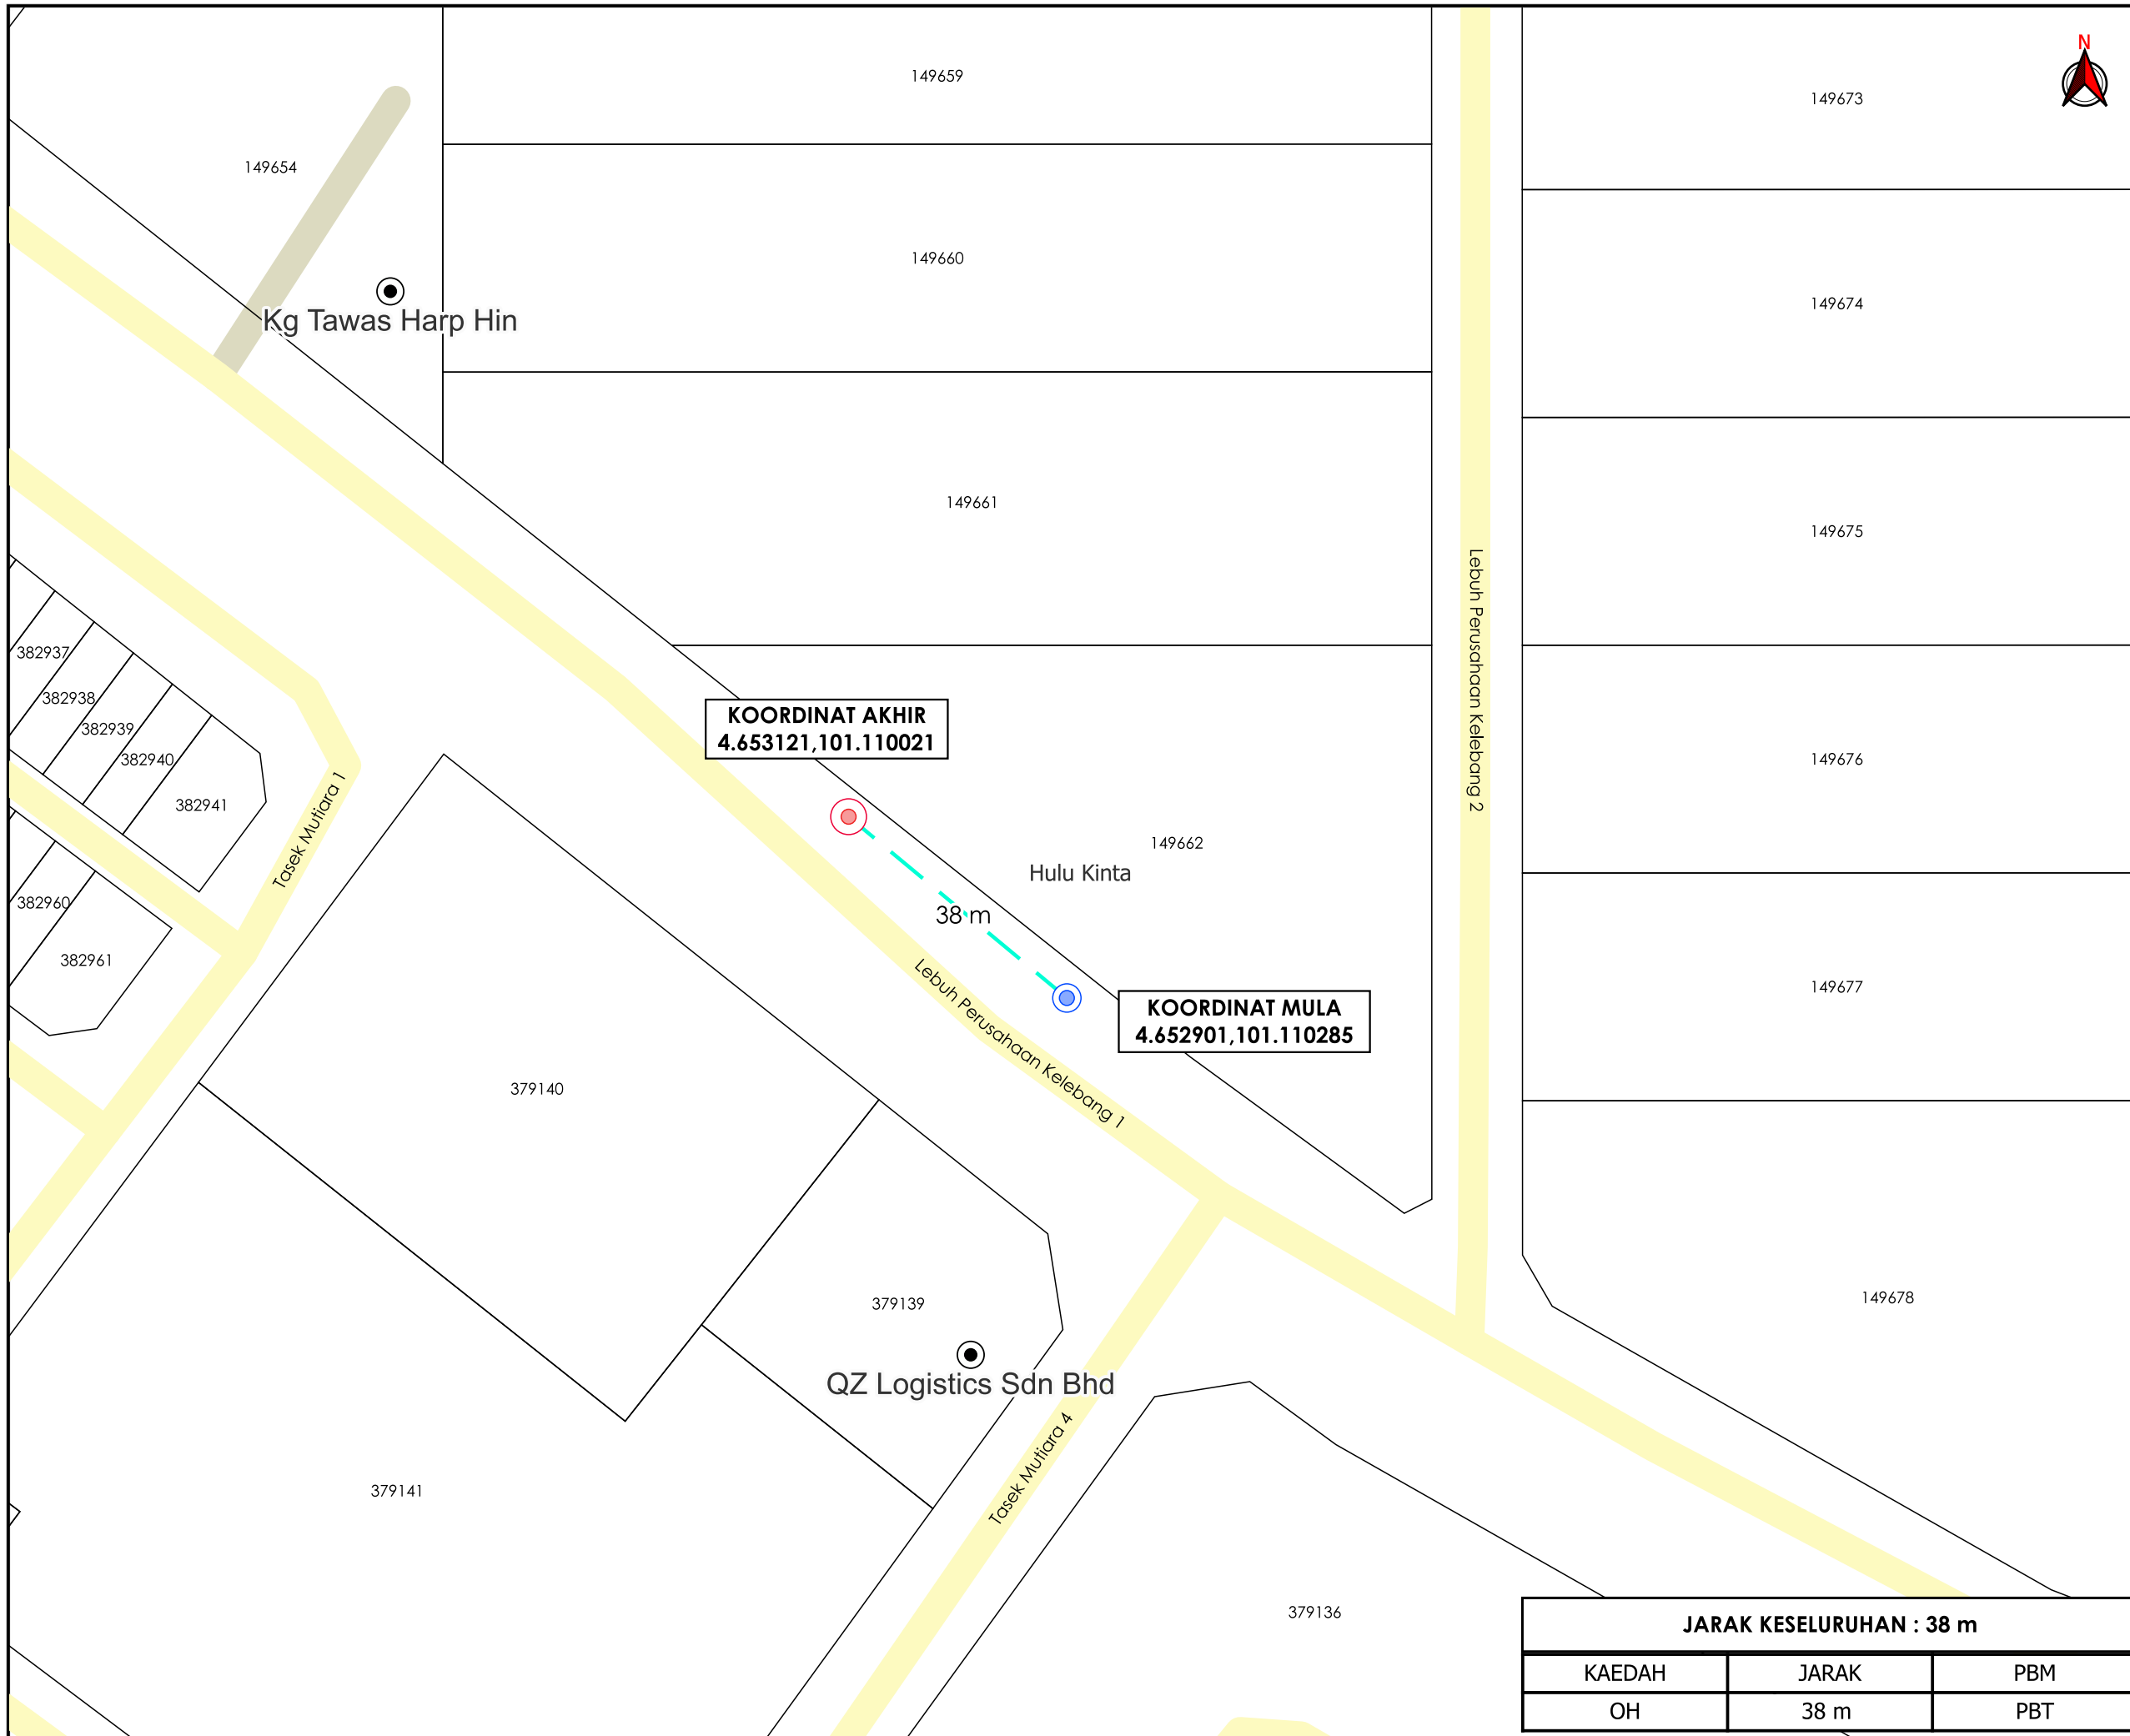 N
149659
149673
149654
149660
149674
Kg Tawas Harp Hin
149661
149675
Lebuh Perusahaan Kelebang 2
382937
382938
382939
382940
382941
Tasek Mutiara 1
KOORDINAT AKHIR
4.653121,101.110021
149676
149662
Hulu Kinta
38 m
382960
382961
Lebuh Perusahaan Kelebang 1
KOORDINAT MULA
4.652901,101.110285
149677
379140
379139
149678
QZ Logistics Sdn Bhd
Tasek Mutiara 4
379141
379136
JARAK KESELURUHAN : 38 m
KAEDAH JARAK PBM
OH 38 m PBT